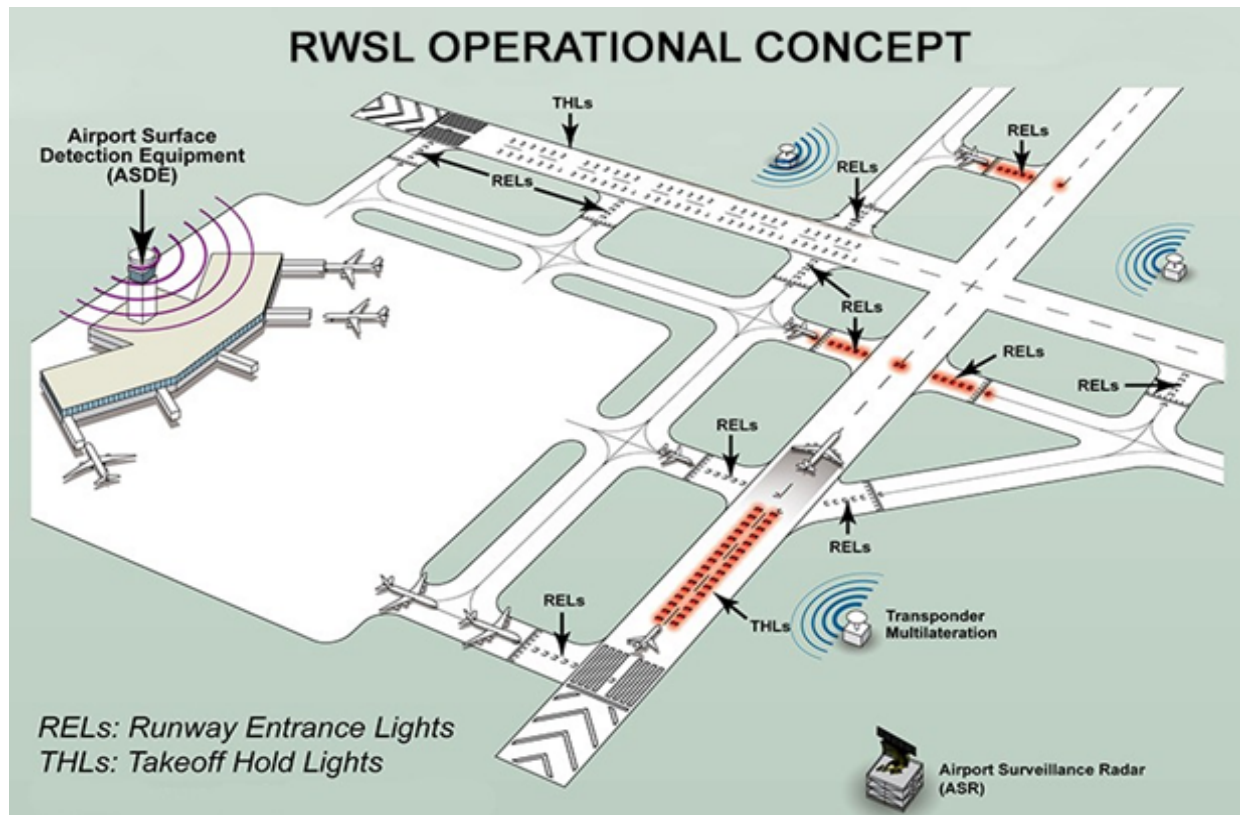 RWSL OPERATIONAL CONCEPT
THLs
Airport Surface
Detection Equipment
(ASDE)
RELs
RELs
RELs
RELs
RELs
RELs
RELs
RELs
RELs
THLs
Transponder
Multilateration
RELs
RELs: Runway Entrance Lights
THLs: Takeoff Hold Lights
Airport Surveillance Radar
(ASR)